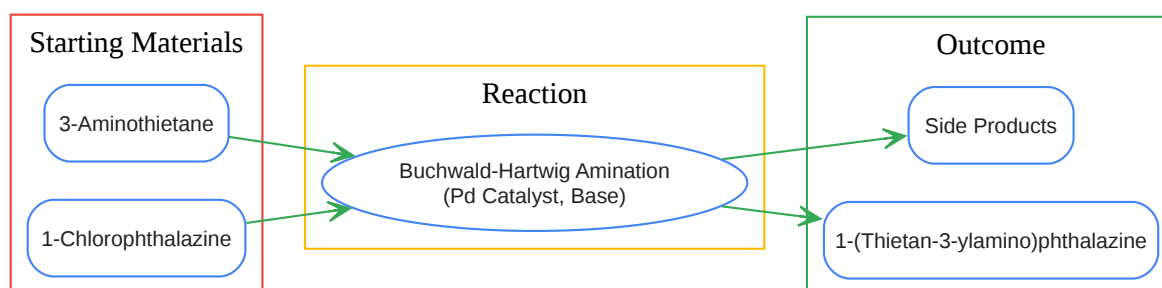 Starting Materials
3-Aminothietane
1-Chlorophthalazine
Reaction
Buchwald-Hartwig Amination
(Pd Catalyst, Base)
Outcome
Side Products
1-(Thietan-3-ylamino)phthalazine